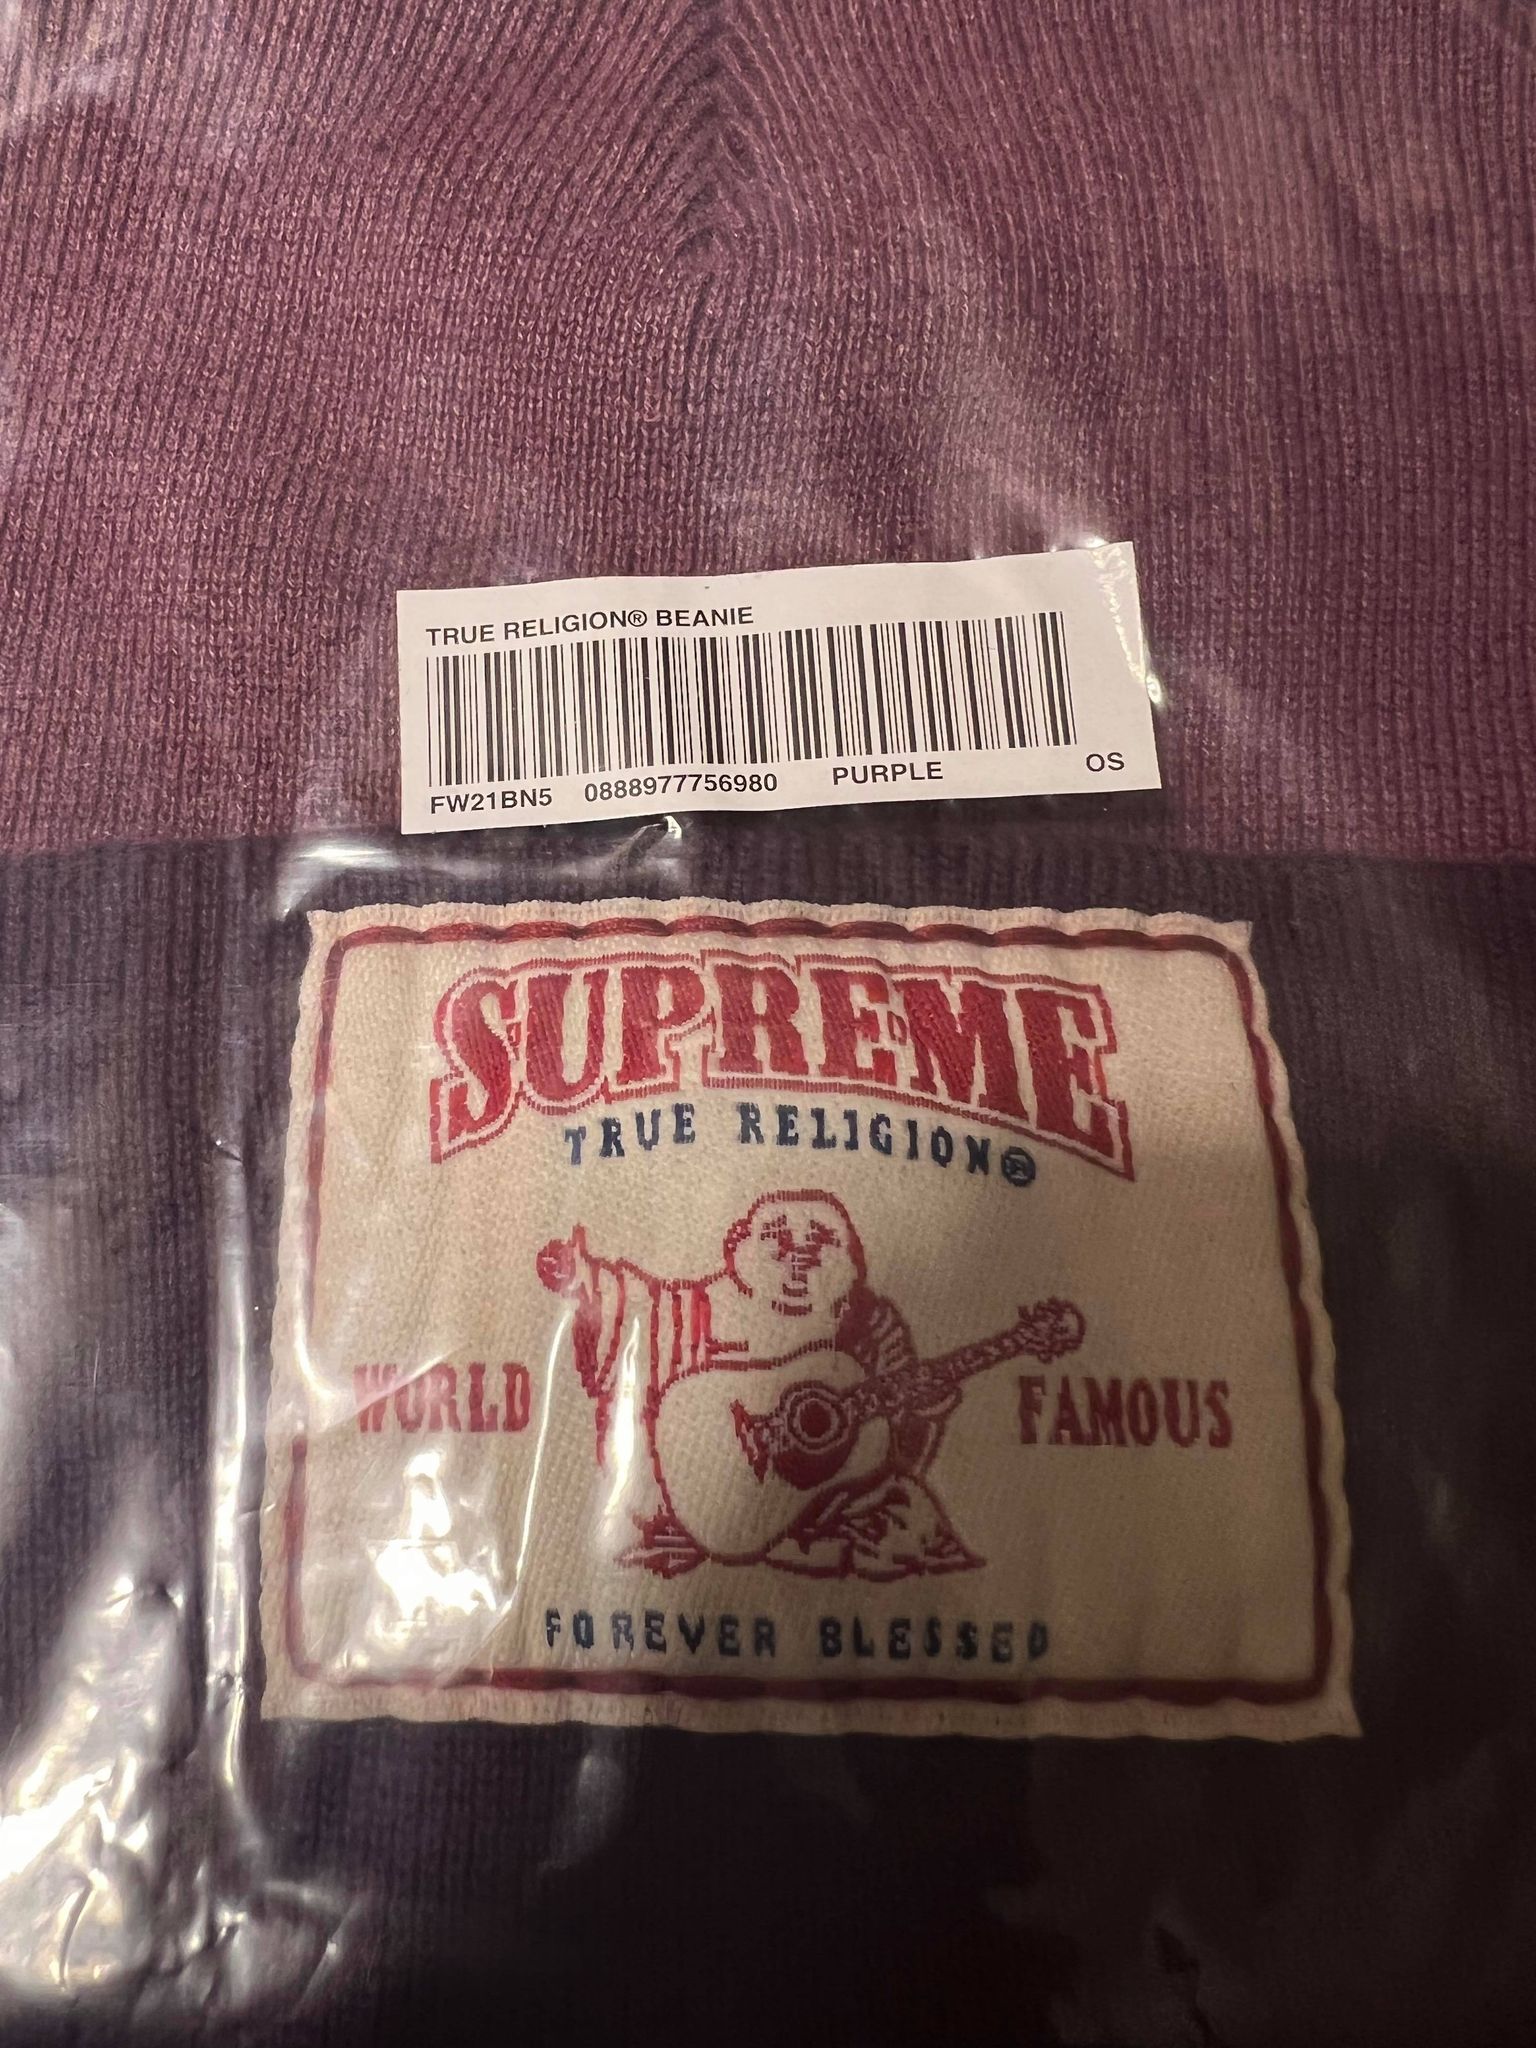 TRUE RELIGION® BEANIE
FW21BN5 0888977756980 PURPLE OS
SUPREME
TRUE RELIGION®
WORLD FAMOUS
FOREVER BLESSED